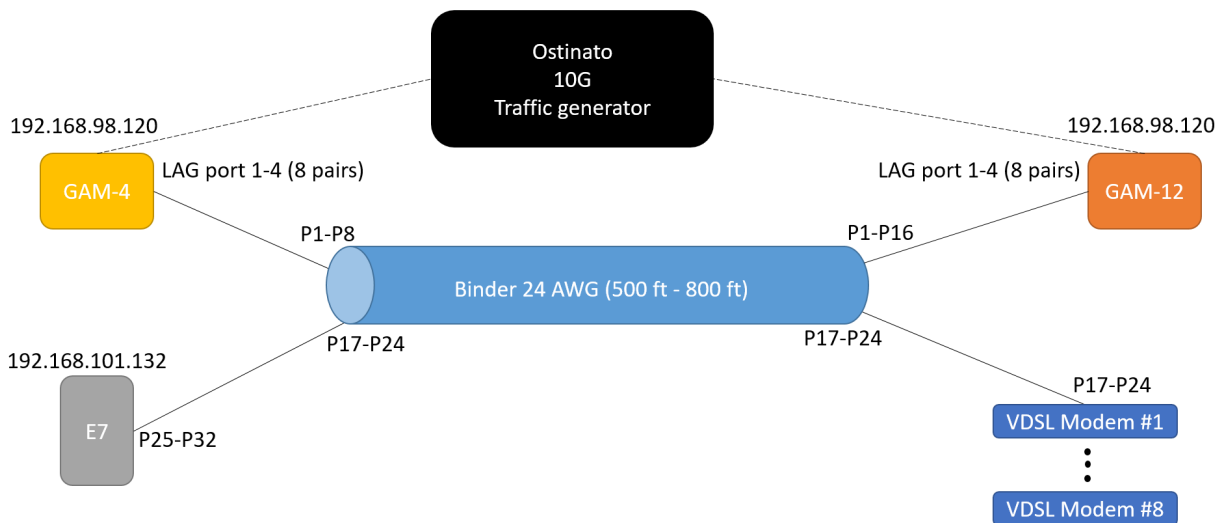 Ostinato
10G
Traffic generator
192.168.98.120
192.168.98.120
GAM-4
LAG port 1-4 (8 pairs)
LAG port 1-4 (8 pairs)
GAM-12
P1-P8
P1-P16
Binder 24 AWG (500 ft - 800 ft)
P17-P24
P17-P24
192.168.101.132
E7
P25-P32
P17-P24
VDSL Modem #1
VDSL Modem #8